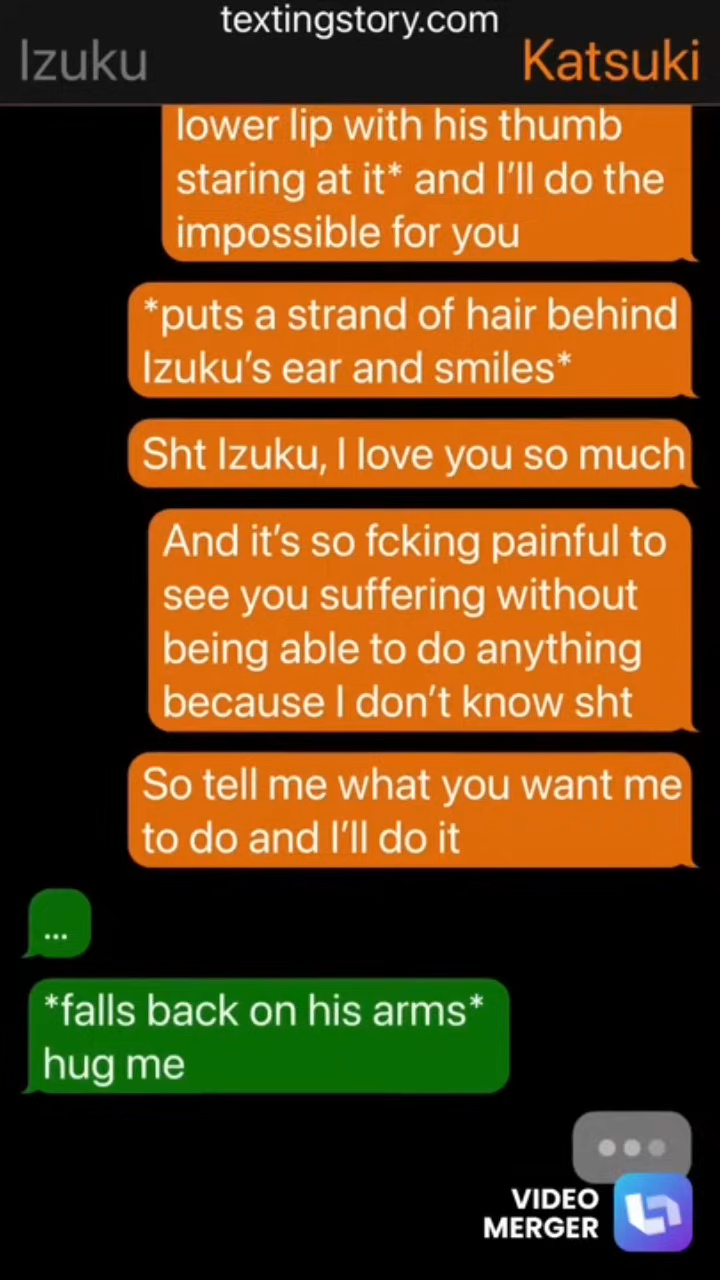 textingstory.com
Izuku
Katsuki
lower lip with his thumb
staring at it* and I'll do the
impossible for you
*puts a strand of hair behind
Izuku's ear and smiles*
Sht Izuku, I love you so much
And it's so fcking painful to
see you suffering without
being able to do anything
because I don't know sht
So tell me what you want me
to do and I'll do it
...
*falls back on his arms*
hug me
VIDEO
MERGER